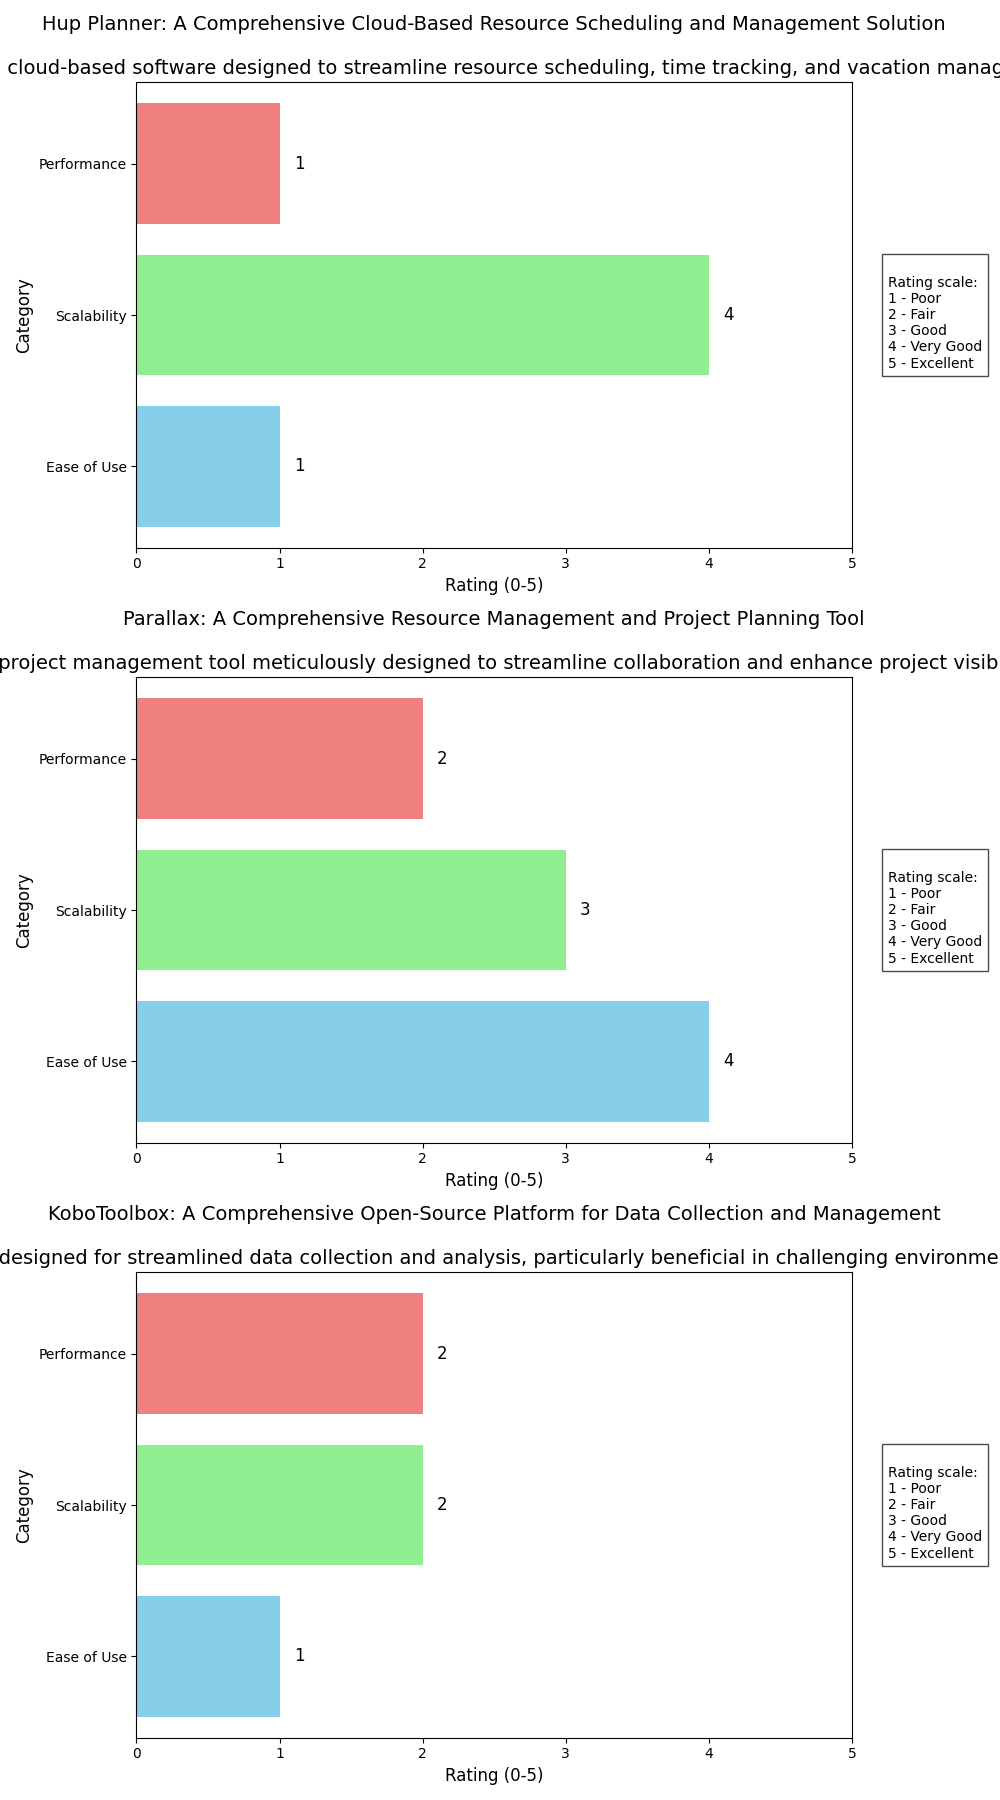 Hup Planner: A Comprehensive Cloud-Based Resource Scheduling and Management Solution
cloud-based software designed to streamline resource scheduling, time tracking, and vacation manag
Performance
1
Category
Scalability
4
Ease of Use
1
Rating scale:
1 - Poor
2 - Fair
3 - Good
4 - Very Good
5 - Excellent
0 1 2 3 4 5
Rating (0-5)
Parallax: A Comprehensive Resource Management and Project Planning Tool
project management tool meticulously designed to streamline collaboration and enhance project visib
Performance
2
Category
Scalability
3
Ease of Use
4
Rating scale:
1 - Poor
2 - Fair
3 - Good
4 - Very Good
5 - Excellent
0 1 2 3 4 5
Rating (0-5)
KoboToolbox: A Comprehensive Open-Source Platform for Data Collection and Management
designed for streamlined data collection and analysis, particularly beneficial in challenging environme
Performance
2
Category
Scalability
2
Ease of Use
1
Rating scale:
1 - Poor
2 - Fair
3 - Good
4 - Very Good
5 - Excellent
0 1 2 3 4 5
Rating (0-5)